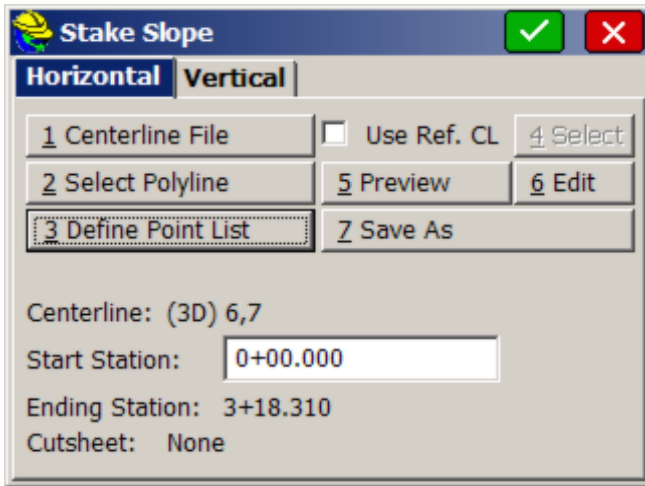 Stake Slope
Horizontal Vertical
1 Centerline File Use Ref. CL 4 Select
2 Select Polyline 5 Preview 6 Edit
3 Define Point List 7 Save As
Centerline: (3D) 6,7
Start Station: 0+00.000
Ending Station: 3+18.310
Cutsheet: None